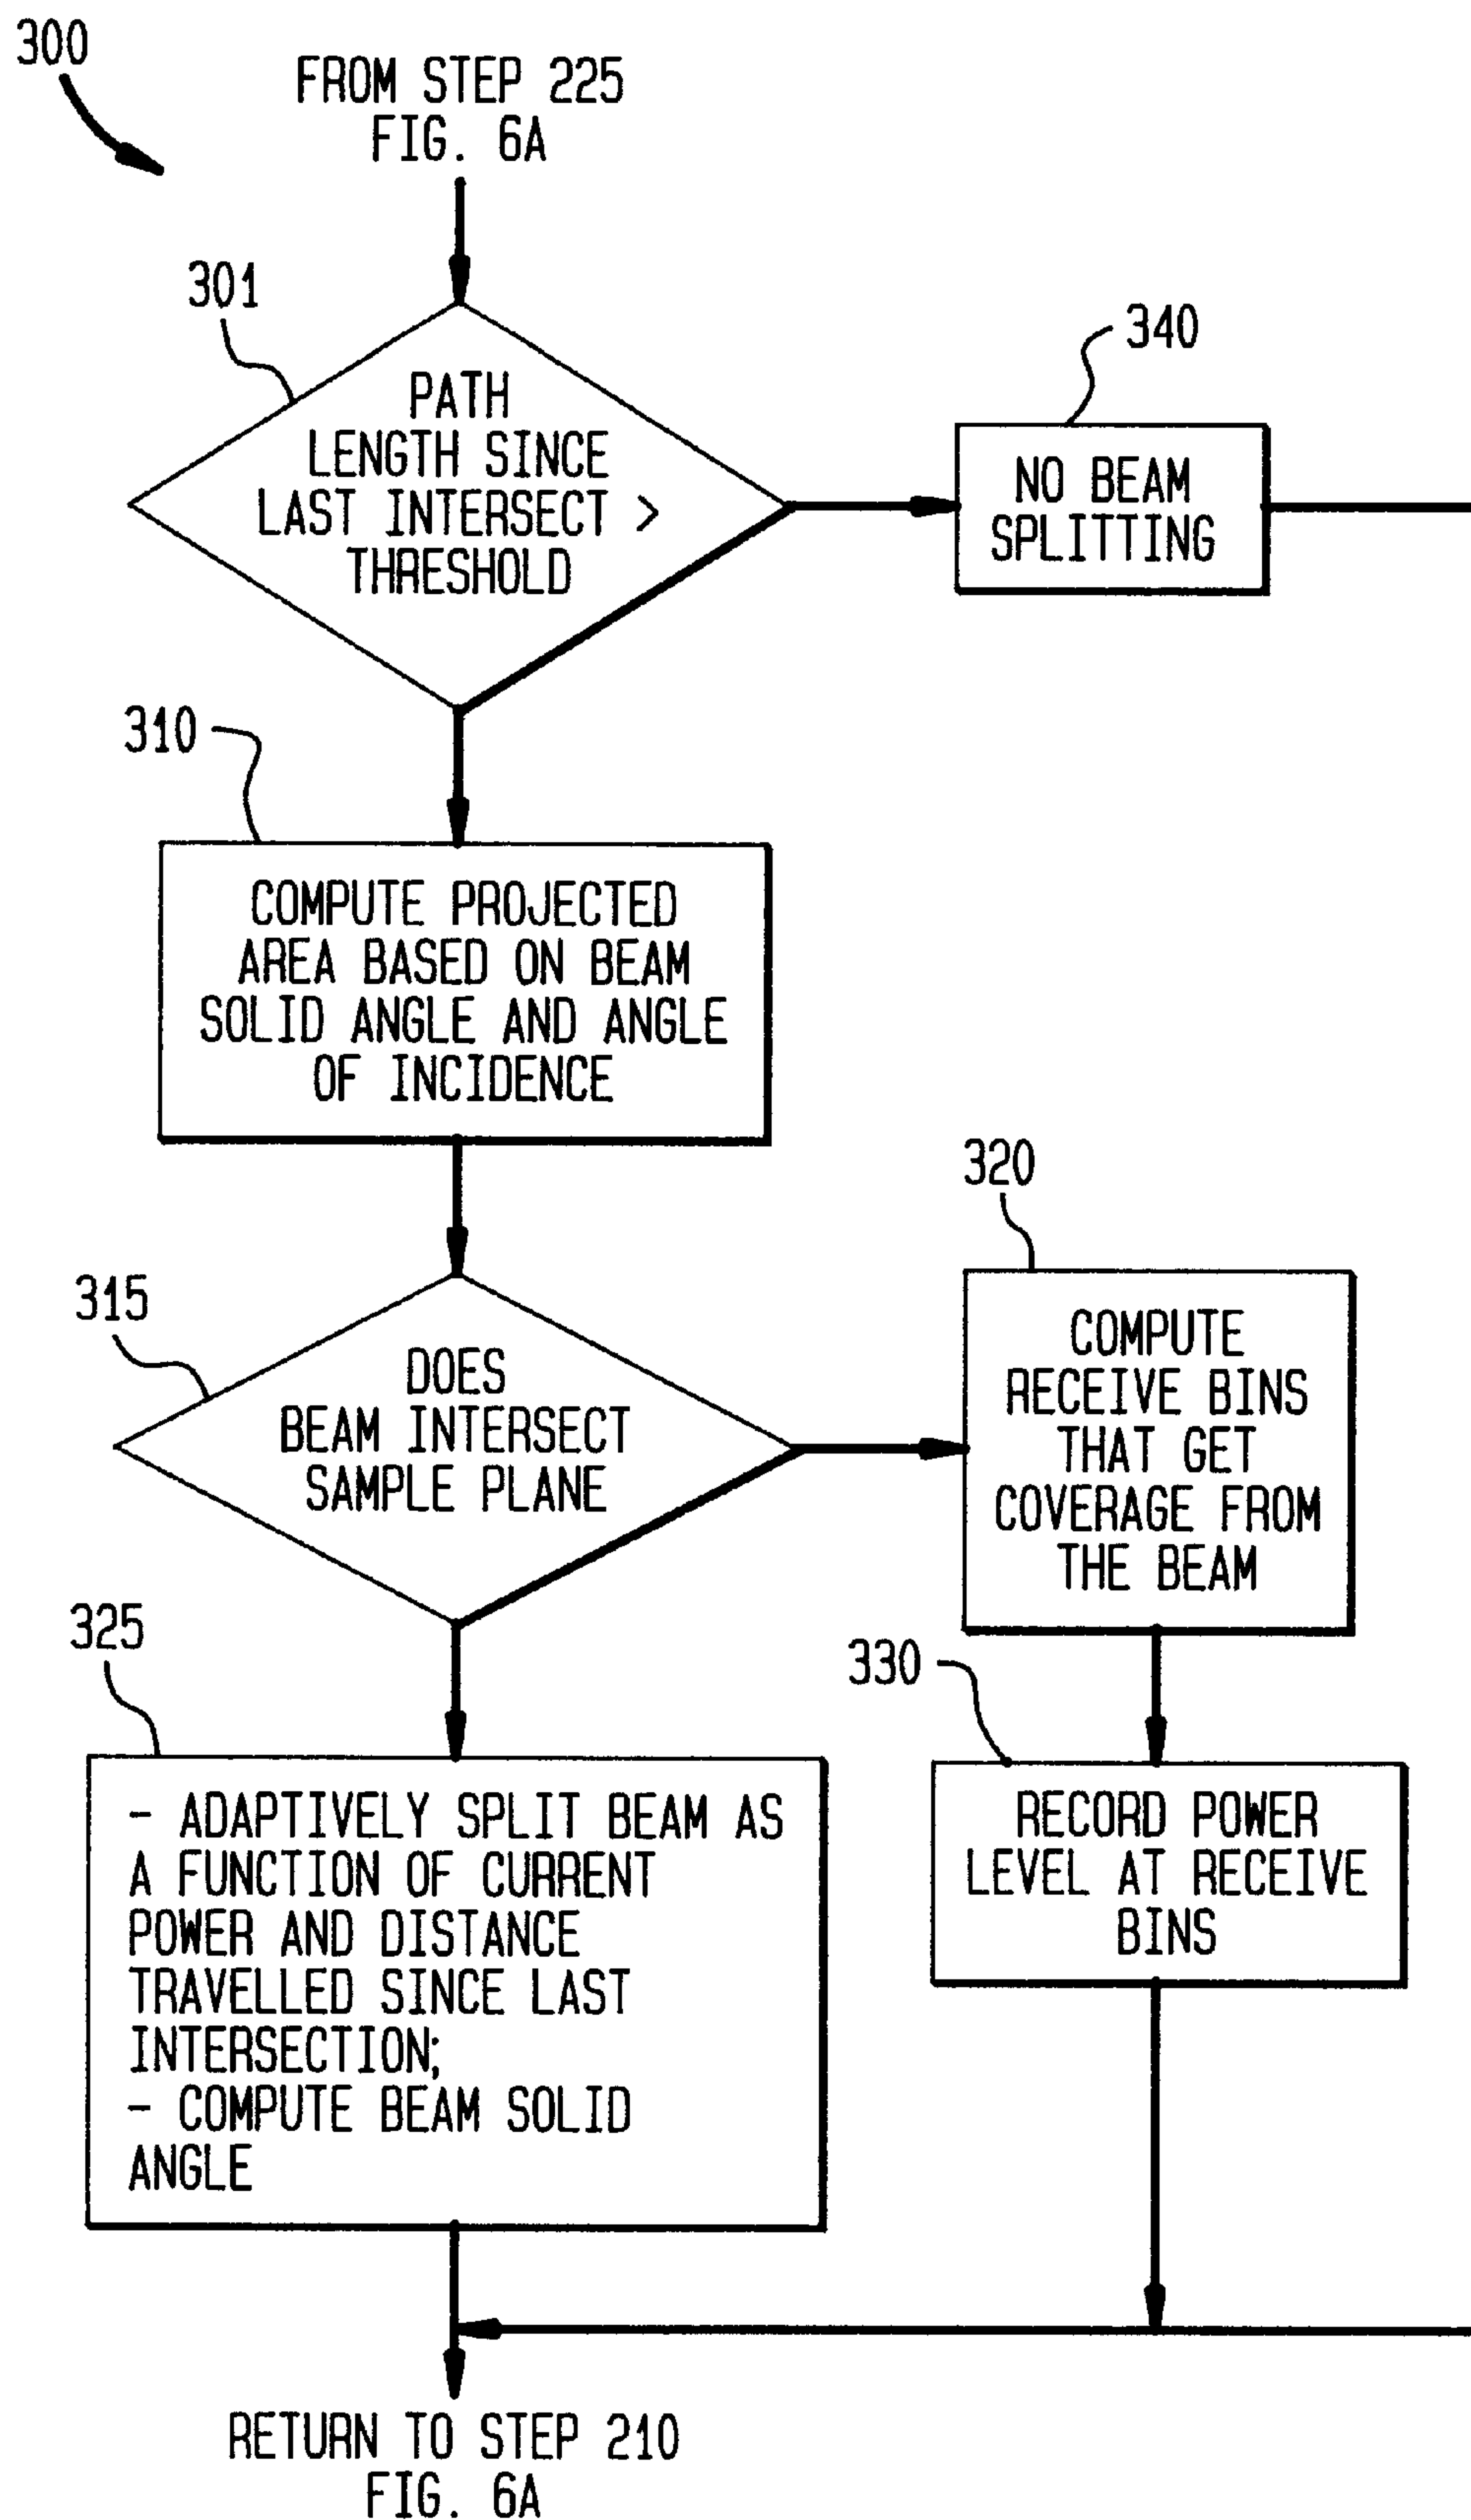 300
FROM STEP 225
FIG. 6A
301
PATH
LENGTH SINCE
LAST INTERSECT >
THRESHOLD
340
NO BEAM
SPLITTING
310
COMPUTE PROJECTED
AREA BASED ON BEAM
SOLID ANGLE AND ANGLE
OF INCIDENCE
315
DOES
BEAM INTERSECT
SAMPLE PLANE
320
COMPUTE
RECEIVE BINS
THAT GET
COVERAGE FROM
THE BEAM
325
- ADAPTIVELY SPLIT BEAM AS
A FUNCTION OF CURRENT
POWER AND DISTANCE
TRAVELLED SINCE LAST
INTERSECTION;
- COMPUTE BEAM SOLID
ANGLE
330
RECORD POWER
LEVEL AT RECEIVE
BINS
RETURN TO STEP 210
FIG. 6A